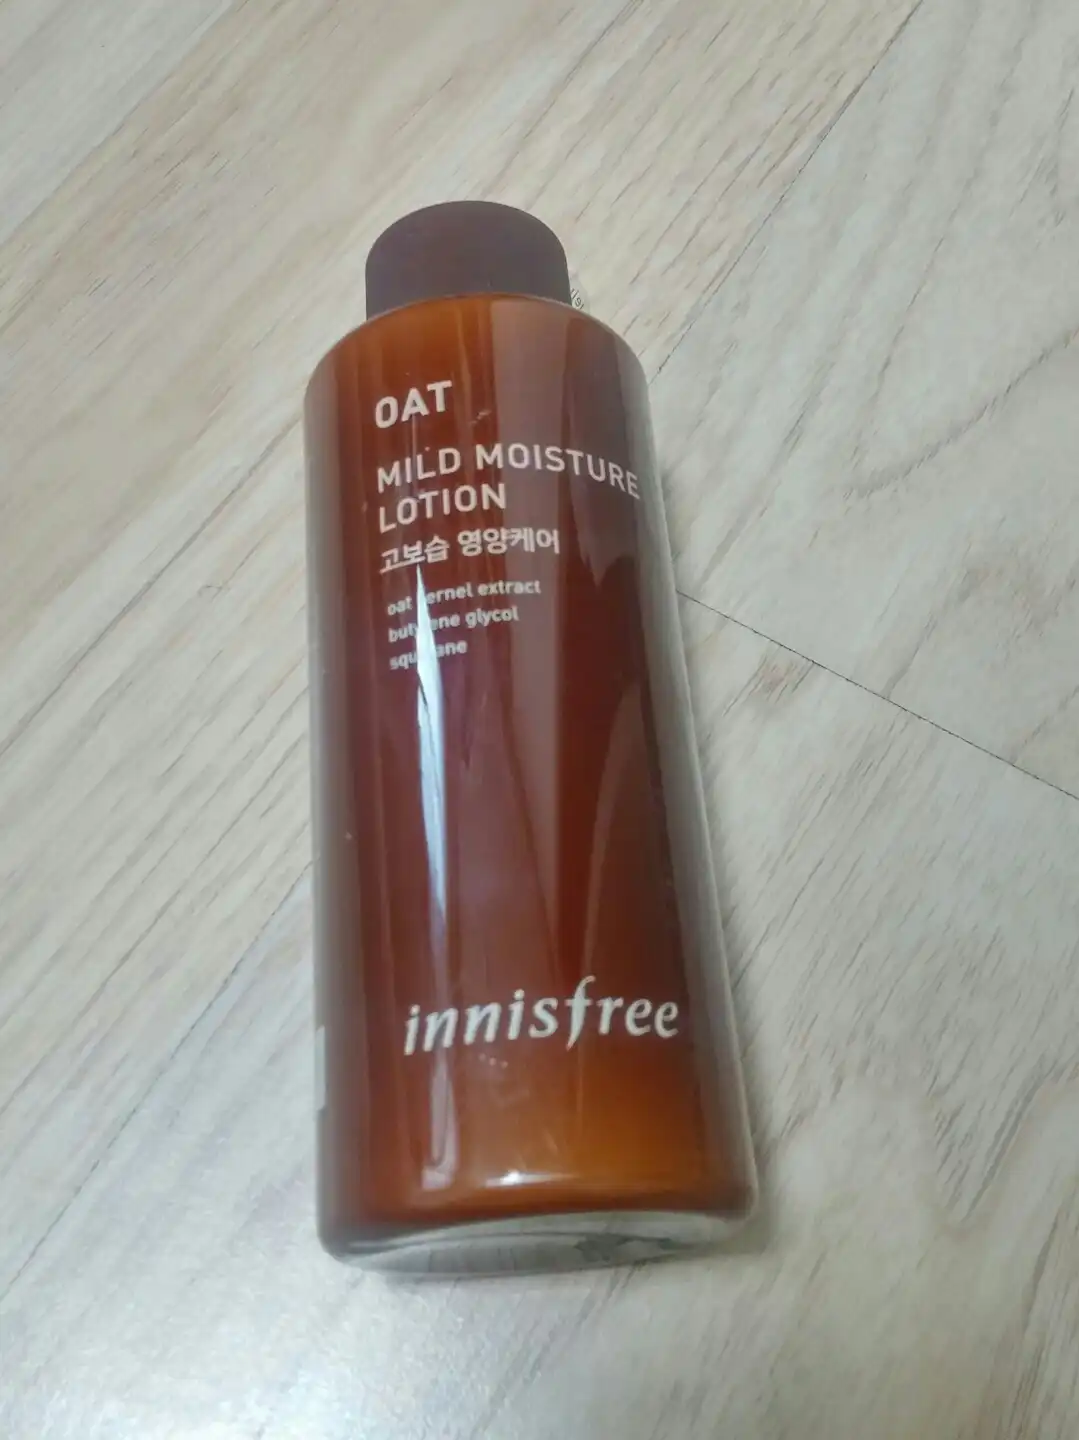 OAT
MILD MOISTURE
LOTION
고보습 영양케어
oat kernel extract
butylene glycol
squalane
innisfree